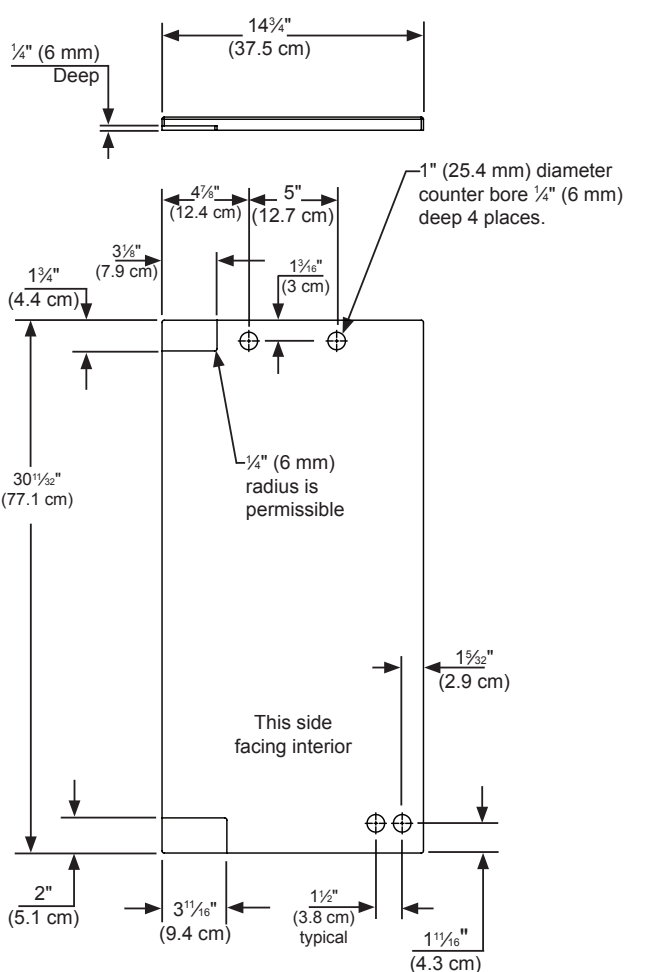 14¾"
(37.5 cm)
¼" (6 mm)
Deep
1" (25.4 mm) diameter
counter bore ¼" (6 mm)
deep 4 places.
4⅞"
(12.4 cm)
5"
(12.7 cm)
3⅛"
(7.9 cm)
1¾"
(4.4 cm)
1³⁄₁₆"
(3 cm)
30¹¹⁄₃₂"
(77.1 cm)
¼" (6 mm)
radius is
permissible
1⁵⁄₃₂"
(2.9 cm)
This side
facing interior
2"
(5.1 cm)
3¹¹⁄₁₆"
(9.4 cm)
1½"
(3.8 cm)
typical
1¹¹⁄₁₆"
(4.3 cm)